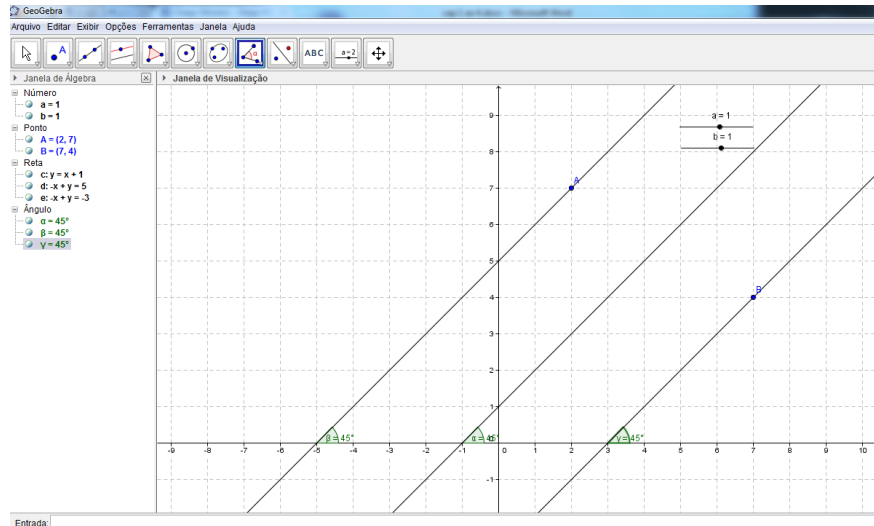 GeoGebra
Arquivo Editar Exibir Opções Ferramentas Janela Ajuda
A
α
ABC
a=2
Janela de Álgebra
Janela de Visualização
Número
a = 1
b = 1
Ponto
A = (2, 7)
B = (7, 4)
Reta
c: y = x + 1
d: -x + y = 5
e: -x + y = -3
Ângulo
α = 45°
β = 45°
γ = 45°
a = 1
b = 1
9
8
7
A
6
5
4
B
3
2
1
β = 45°
α = 45°
γ = 45°
-9 -8 -7 -6 -5 -4 -3 -2 -1 0 1 2 3 4 5 6 7 8 9 10
-1
Entrada: